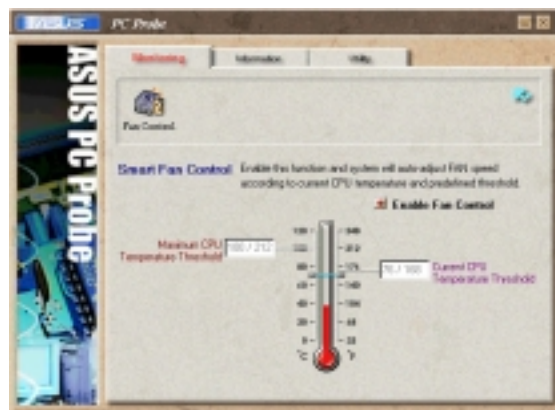 ASUS PC Probe
Monitoring Information Utility
Fan Control
Smart Fan Control Enable this function and system will auto-adjust FAN speed
according to current CPU temperature and predefined threshold.
Enable Fan Control
Maximum CPU
Temperature Threshold
100 / 212
Current CPU
Temperature Threshold
°C °F
ASUS PC Probe